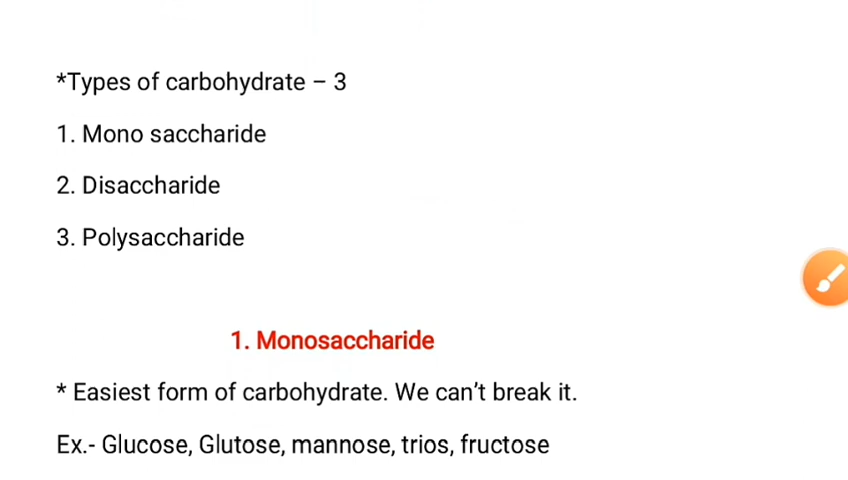 *Types of carbohydrate – 3
1. Mono saccharide
2. Disaccharide
3. Polysaccharide
1. Monosaccharide
* Easiest form of carbohydrate. We can't break it.
Ex.- Glucose, Glutose, mannose, trios, fructose